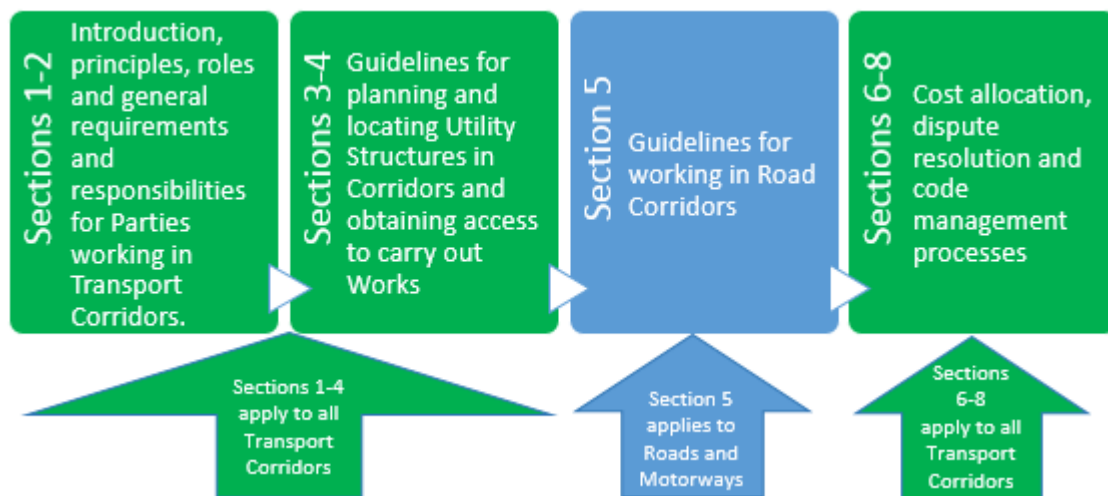 Sections 1-2
Introduction,
principles, roles
and general
requirements
and
responsibilities
for Parties
working in
Transport
Corridors.
Sections 3-4
Guidelines for
planning and
locating Utility
Structures in
Corridors and
obtaining access
to carry out
Works
Section 5
Guidelines for
working in Road
Corridors
Sections 6-8
Cost allocation,
dispute
resolution and
code
management
processes
Sections 1-4
apply to all
Transport
Corridors
Section 5
applies to
Roads and
Motorways
Sections
6-8
apply to all
Transport
Corridors